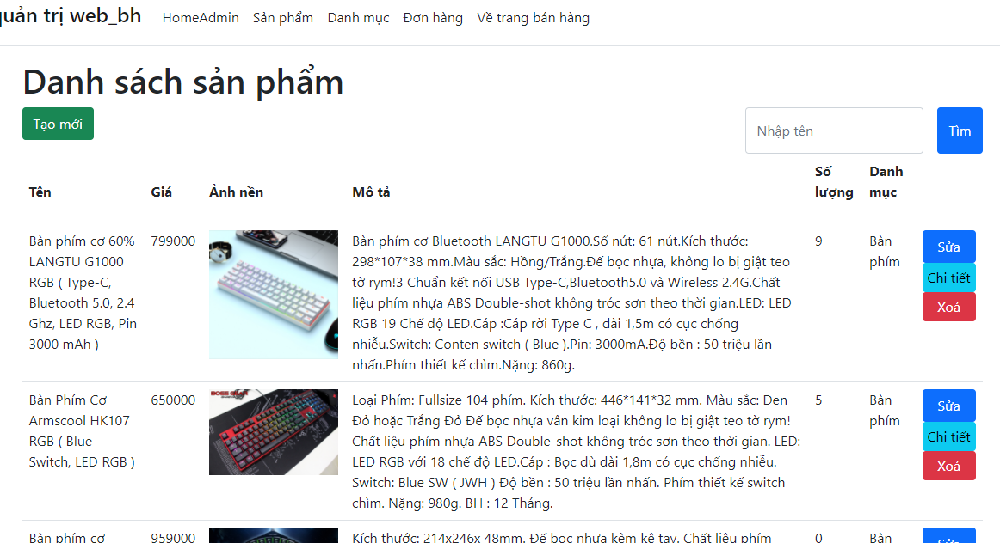 quản trị web_bh HomeAdmin Sản phẩm Danh mục Đơn hàng Về trang bán hàng
Danh sách sản phẩm
Tạo mới
Nhập tên
Tìm
Tên Giá Ảnh nền Mô tả Số lượng Danh mục
Bàn phím cơ 60%
LANGTU G1000
RGB ( Type-C,
Bluetooth 5.0, 2.4
Ghz, LED RGB, Pin
3000 mAh )
799000
Bàn phím cơ Bluetooth LANGTU G1000.Số nút: 61 nút.Kích thước:
298*107*38 mm.Màu sắc: Hồng/Trắng.Đế bọc nhựa, không lo bị giật teo
tờ rym!3 Chuẩn kết nối USB Type-C,Bluetooth5.0 và Wireless 2.4G.Chất
liệu phím nhựa ABS Double-shot không tróc sơn theo thời gian.LED: LED
RGB 19 Chế độ LED.Cáp :Cáp rời Type C , dài 1,5m có cục chống
nhiễu.Switch: Conten switch ( Blue ).Pin: 3000mA.Độ bền : 50 triệu lần
nhấn.Phím thiết kế chìm.Nặng: 860g.
9
Bàn
phím
Sửa
Chi tiết
Xoá
Bàn Phím Cơ
Armscool HK107
RGB ( Blue
Switch, LED RGB )
650000
BOSS GEAR
Loại Phím: Fullsize 104 phím. Kích thước: 446*141*32 mm. Màu sắc: Đen
Đỏ hoặc Trắng Đỏ Đế bọc nhựa vân kim loại không lo bị giật teo tờ rym!
Chất liệu phím nhựa ABS Double-shot không tróc sơn theo thời gian. LED:
LED RGB với 18 chế độ LED.Cáp : Bọc dù dài 1,8m có cục chống nhiễu.
Switch: Blue SW ( JWH ) Độ bền : 50 triệu lần nhấn. Phím thiết kế switch
chìm. Nặng: 980g. BH : 12 Tháng.
5
Bàn
phím
Sửa
Chi tiết
Xoá
Bàn phím cơ
959000
Kích thước: 214x246x 48mm. Đế bọc nhựa kèm kê tay. Chất liệu phím
0
Bàn
Sửa